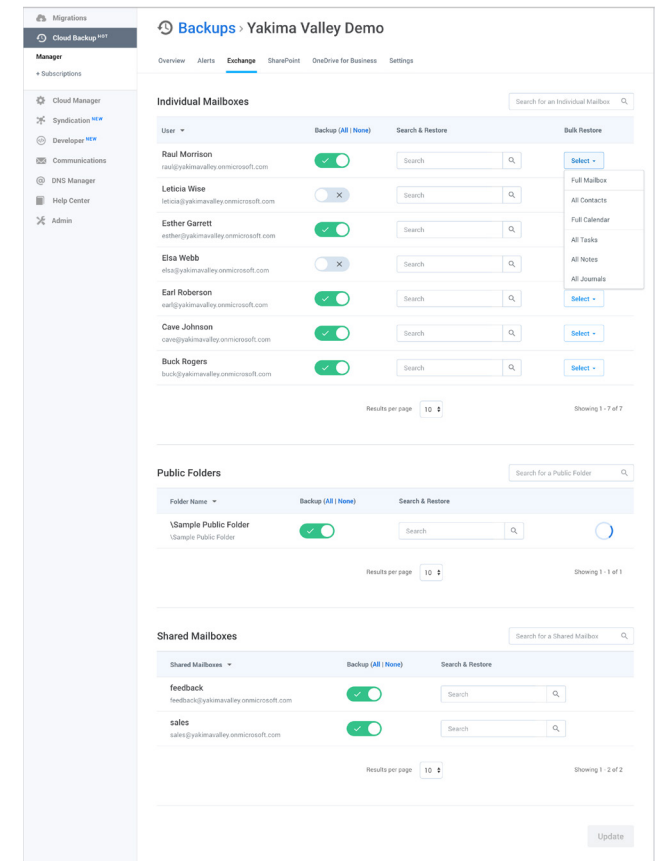 Migrations
Cloud Backup HOT
Manager
+ Subscriptions
Cloud Manager
Syndication NEW
Developer NEW
Communications
DNS Manager
Help Center
Admin
Backups › Yakima Valley Demo
Overview Alerts Exchange SharePoint OneDrive for Business Settings
Individual Mailboxes
Search for an Individual Mailbox
User Backup (All | None) Search & Restore Bulk Restore
Raul Morrison
raul@yakimavalley.onmicrosoft.com
Search
Select
Full Mailbox
All Contacts
Full Calendar
All Tasks
All Notes
All Journals
Leticia Wise
leticia@yakimavalley.onmicrosoft.com
Search
Esther Garrett
esther@yakimavalley.onmicrosoft.com
Search
Elsa Webb
elsa@yakimavalley.onmicrosoft.com
Search
Earl Roberson
earl@yakimavalley.onmicrosoft.com
Search
Select
Cave Johnson
cave@yakimavalley.onmicrosoft.com
Search
Select
Buck Rogers
buck@yakimavalley.onmicrosoft.com
Search
Select
Results per page 10 Showing 1 - 7 of 7
Public Folders
Search for a Public Folder
Folder Name Backup (All | None) Search & Restore
\Sample Public Folder
\Sample Public Folder
Search
Results per page 10 Showing 1 - 1 of 1
Shared Mailboxes
Search for a Shared Mailbox
Shared Mailboxes Backup (All | None) Search & Restore
feedback
feedback@yakimavalley.onmicrosoft.com
Search
sales
sales@yakimavalley.onmicrosoft.com
Search
Results per page 10 Showing 1 - 2 of 2
Update